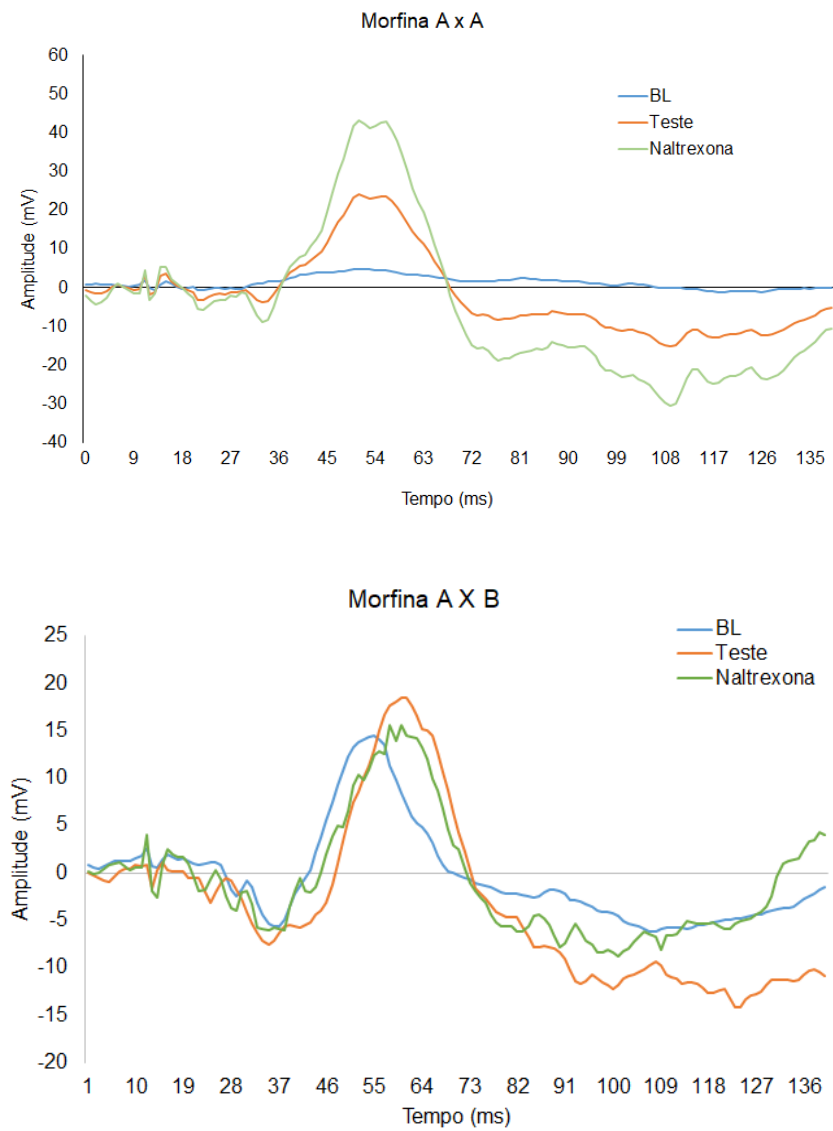 Morfina A x A
60
50
40
30
20
10
0
-10
-20
-30
-40
Amplitude (mV)
BL
Teste
Naltrexona
0 9 18 27 36 45 54 63 72 81 90 99 108 117 126 135
Tempo (ms)
Morfina A X B
25
20
15
10
5
0
-5
-10
-15
-20
Amplitude (mV)
BL
Teste
Naltrexona
1 10 19 28 37 46 55 64 73 82 91 100 109 118 127 136
Tempo (ms)